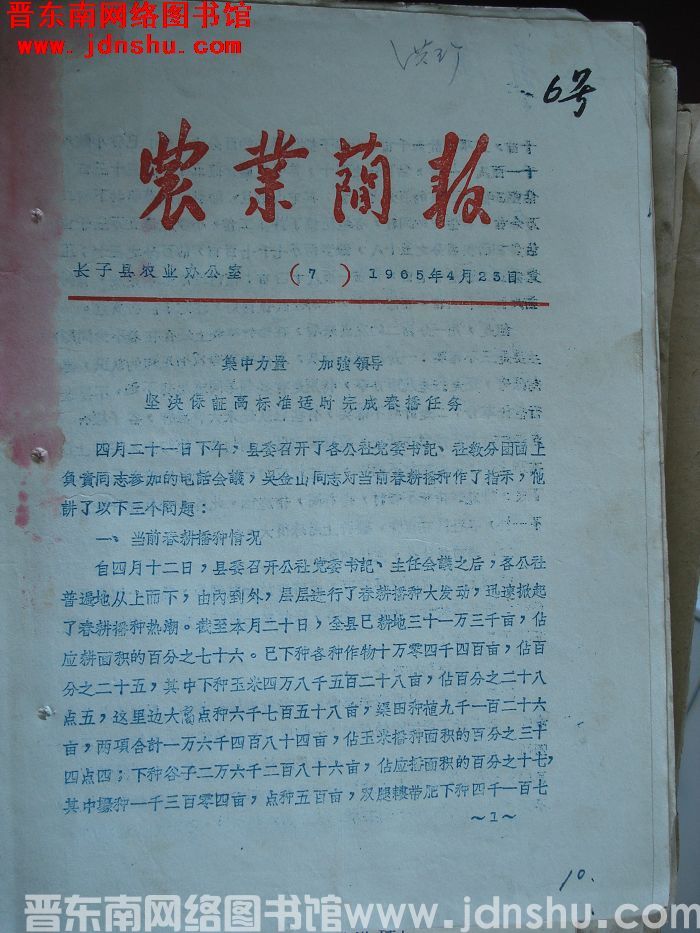 晋东南网络图书馆
www.jdnshu.com
6号
農業簡報
长子县农业办公室 (7) 1965年4月23日
集中力量 加強领导
坚决保証高标准适时完成春播任务
四月二十一日下午,县委召开了各公社党委书记、社教分团面上
負責同志参加的电話会議,吳金山同志对当前春耕播种作了指示,他
讲了以下三个問題:
一、当前春耕播种情况
自四月十二日,县委召开公社党委书記、主任会議之后,各公社
普遍地从上而下,由內到外,层层进行了春耕播种大发动,迅速掀起
了春耕播种热潮。截至本月二十日,全县已耕地三十一万三千亩,佔
应耕面积的百分之七十六。已下种各种作物十万零四千四百亩,佔百
分之二十五,其中下种玉米四万八千五百二十八亩,佔百分之二十八
点五,这里边大窩点种六千七百五十八亩,渠田种植九千一百二十六
亩,两項合計一万六千四百八十四亩,佔玉米播种面积的百分之三十
四点四;下种谷子二万六千二百八十六亩,佔应播面积的百分之十七,
其中壕种一千三百零四亩,点种五百亩,双腿耧带肥下种四千一百七
~1~
10.
晋东南网络图书馆 www.jdnshu.com